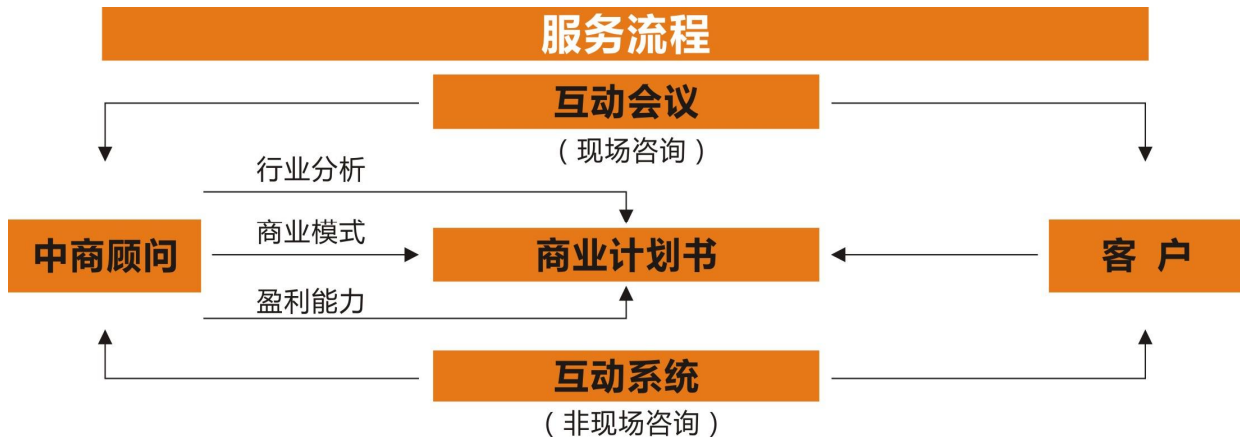 服务流程
互动会议
（现场咨询）
行业分析
中商顾问
商业模式
商业计划书
客 户
盈利能力
互动系统
（非现场咨询）